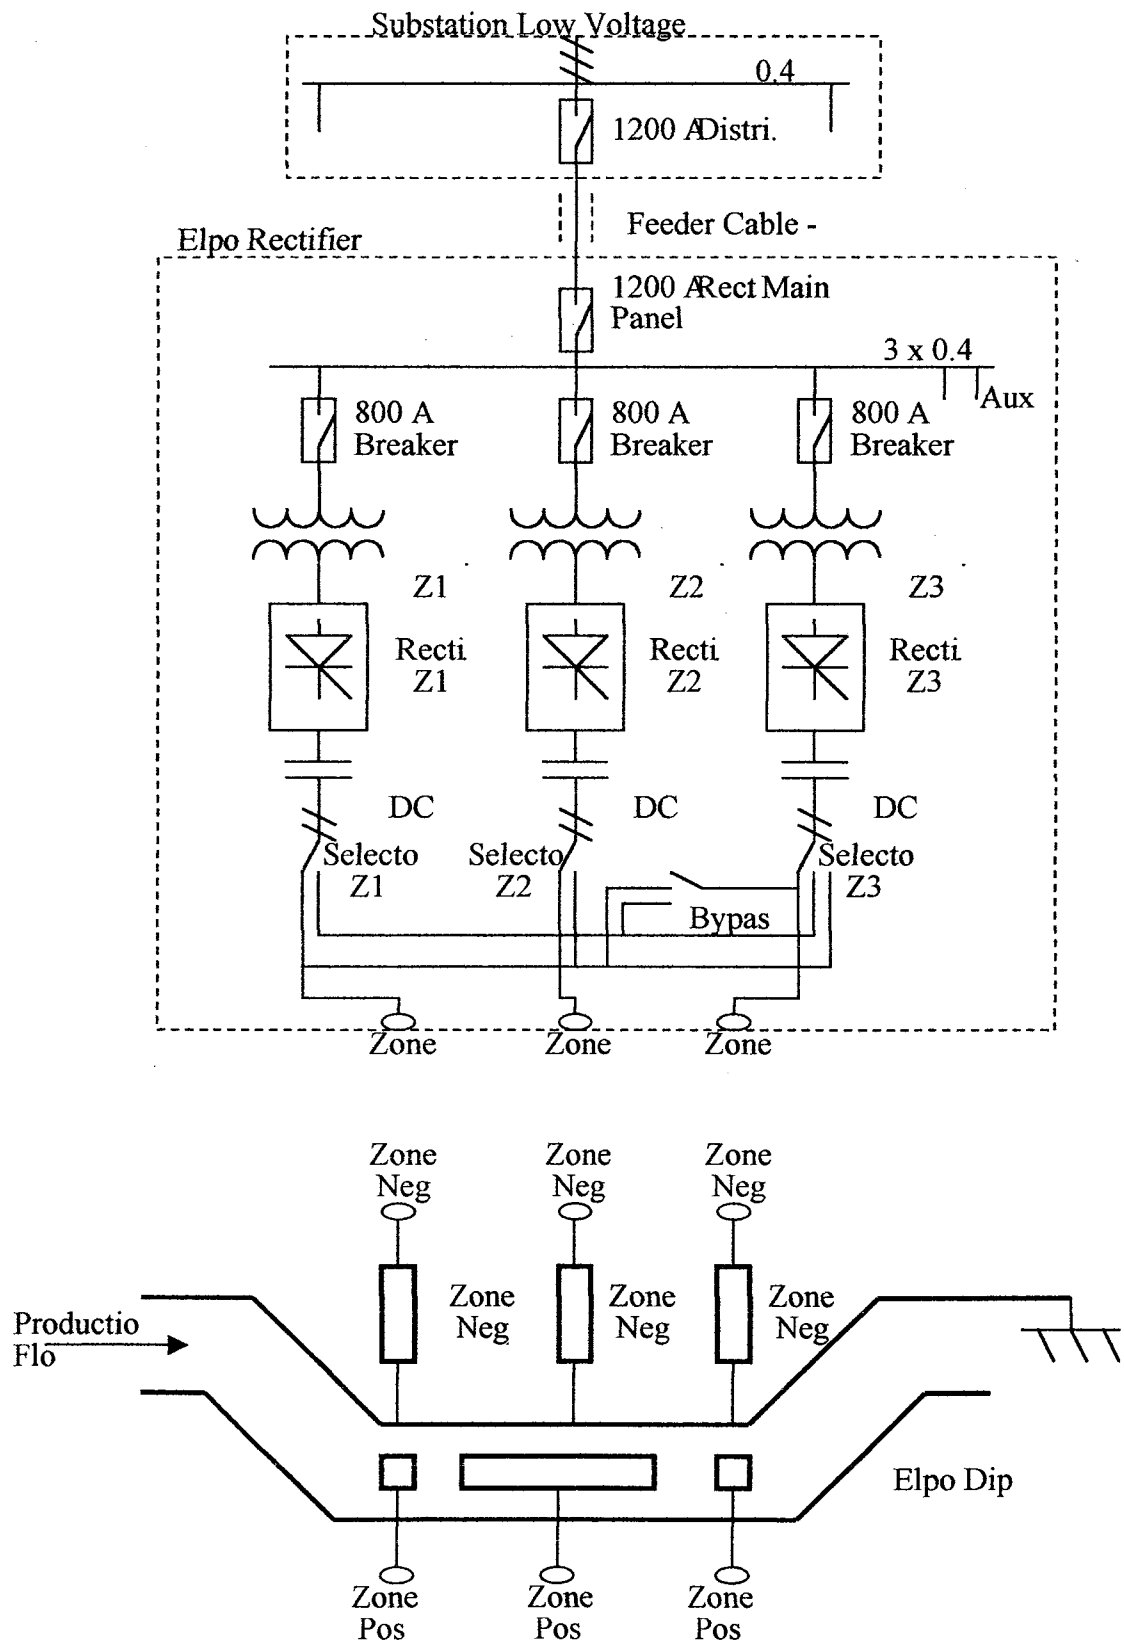 Substation Low Voltage
0.4
1200 A Distri.
Feeder Cable -
Elpo Rectifier
1200 A Rect Main
Panel
3 x 0.4
Aux
800 A
Breaker
800 A
Breaker
800 A
Breaker
Z1
Z2
Z3
Recti
Z1
Recti
Z2
Recti
Z3
DC
DC
DC
Selecto
Z1
Selecto
Z2
Selecto
Z3
Bypas
Zone
Zone
Zone
Zone
Neg
Zone
Neg
Zone
Neg
Zone
Neg
Zone
Neg
Zone
Neg
Productio
Flo
Elpo Dip
Zone
Pos
Zone
Pos
Zone
Pos